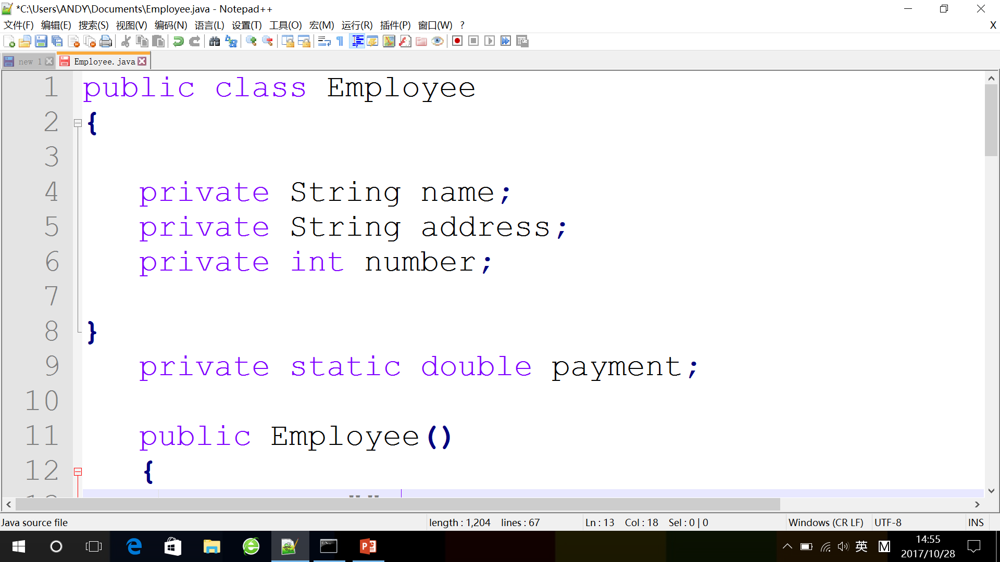 *C:\Users\ANDY\Documents\Employee.java - Notepad++
文件(F) 编辑(E) 搜索(S) 视图(V) 编码(N) 语言(L) 设置(T) 工具(O) 宏(M) 运行(R) 插件(P) 窗口(W) ? X
new 1 Employee.java
1 public class Employee
2 {
3
4 private String name;
5 private String address;
6 private int number;
7
8 }
9 private static double payment;
10
11 public Employee()
12 {
Java source file length : 1,204 lines : 67 Ln : 13 Col : 18 Sel : 0 | 0 Windows (CR LF) UTF-8 INS
英 M 14:55
2017/10/28